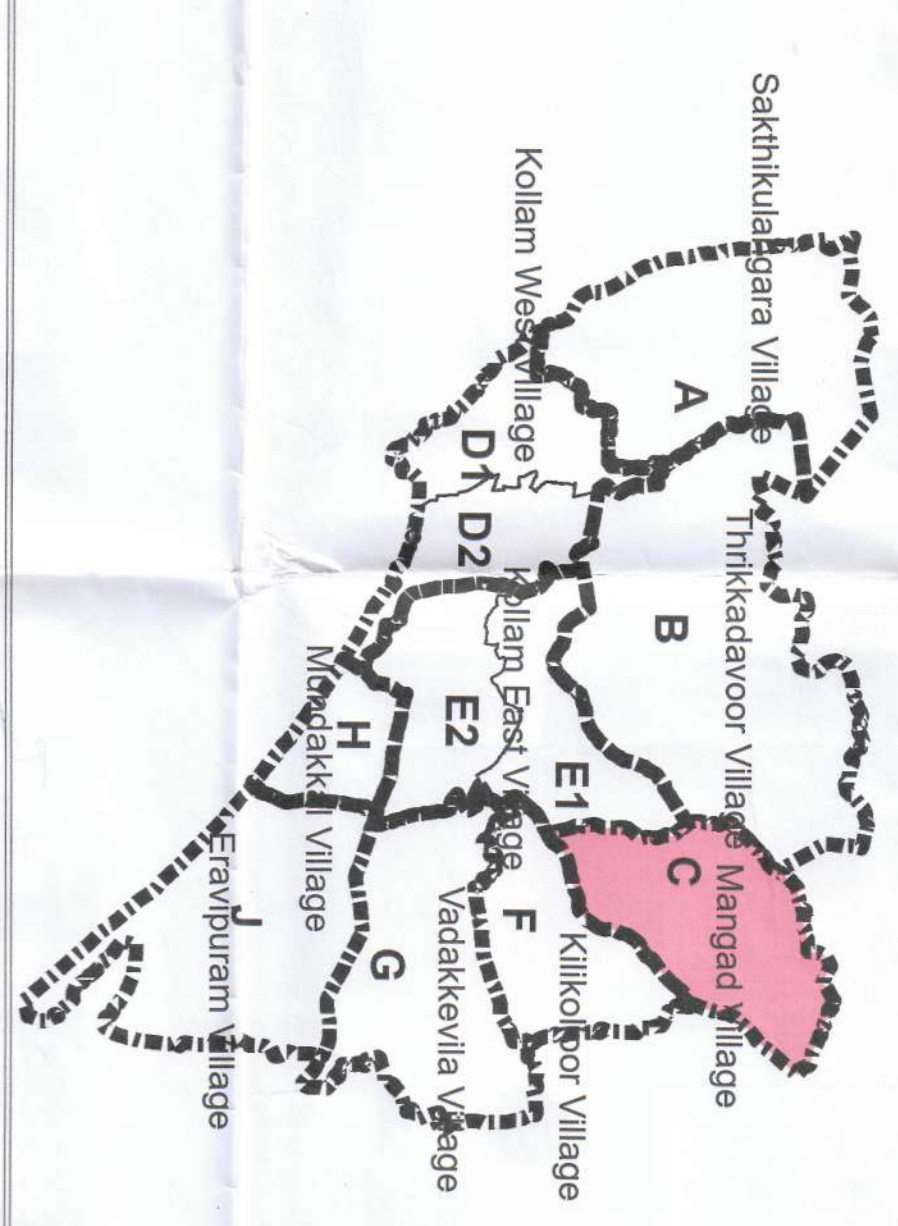 Sakthikulangara Village
A
Thrikkadavoor Village
B
Mangad Village
C
Kollam West Village
D1
D2
Kollam East Village
E1
E2
Kilikolloor Village
F
Vadakkevila Village
G
Mundakkal Village
H
Eravipuram Village
J